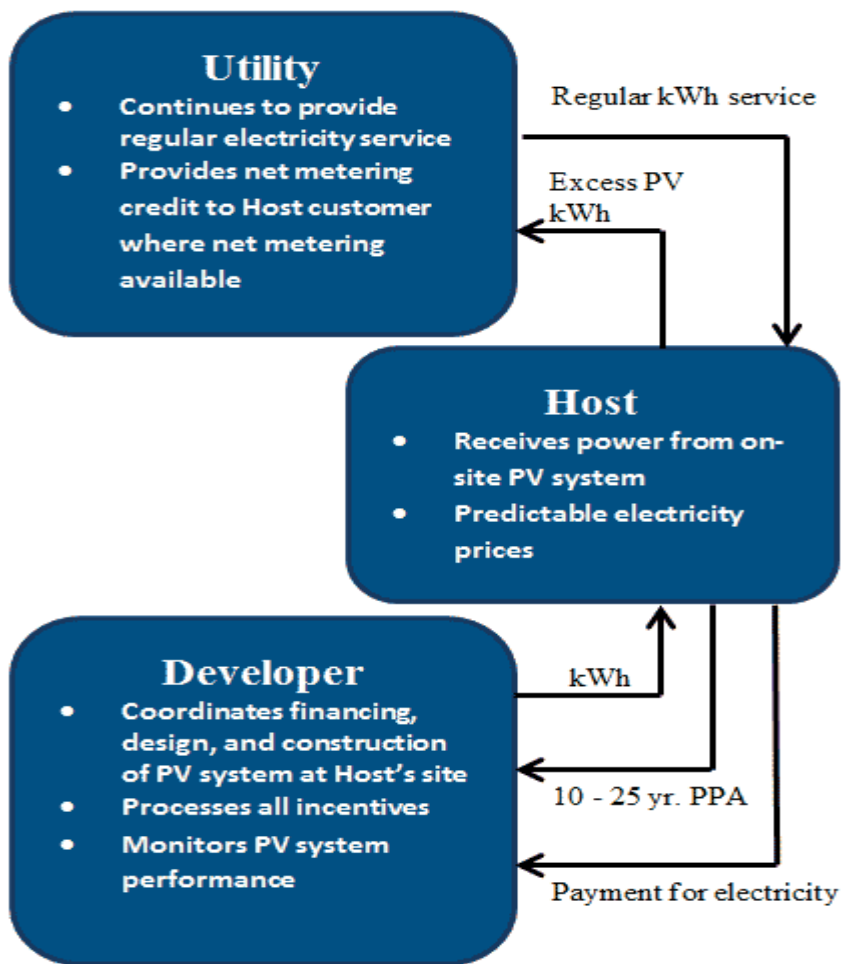 Utility
• Continues to provide
regular electricity service
• Provides net metering
credit to Host customer
where net metering
available
Regular kWh service
Excess PV
kWh
Host
• Receives power from on-
site PV system
• Predictable electricity
prices
Developer
• Coordinates financing,
design, and construction
of PV system at Host's site
• Processes all incentives
• Monitors PV system
performance
kWh
10 - 25 yr. PPA
Payment for electricity